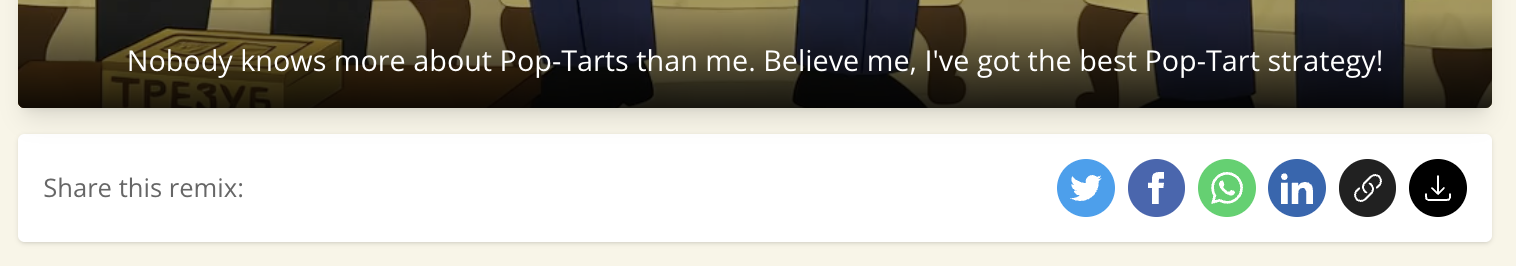 Nobody knows more about Pop-Tarts than me. Believe me, I've got the best Pop-Tart strategy!
ТРЕЗУБ
Share this remix: